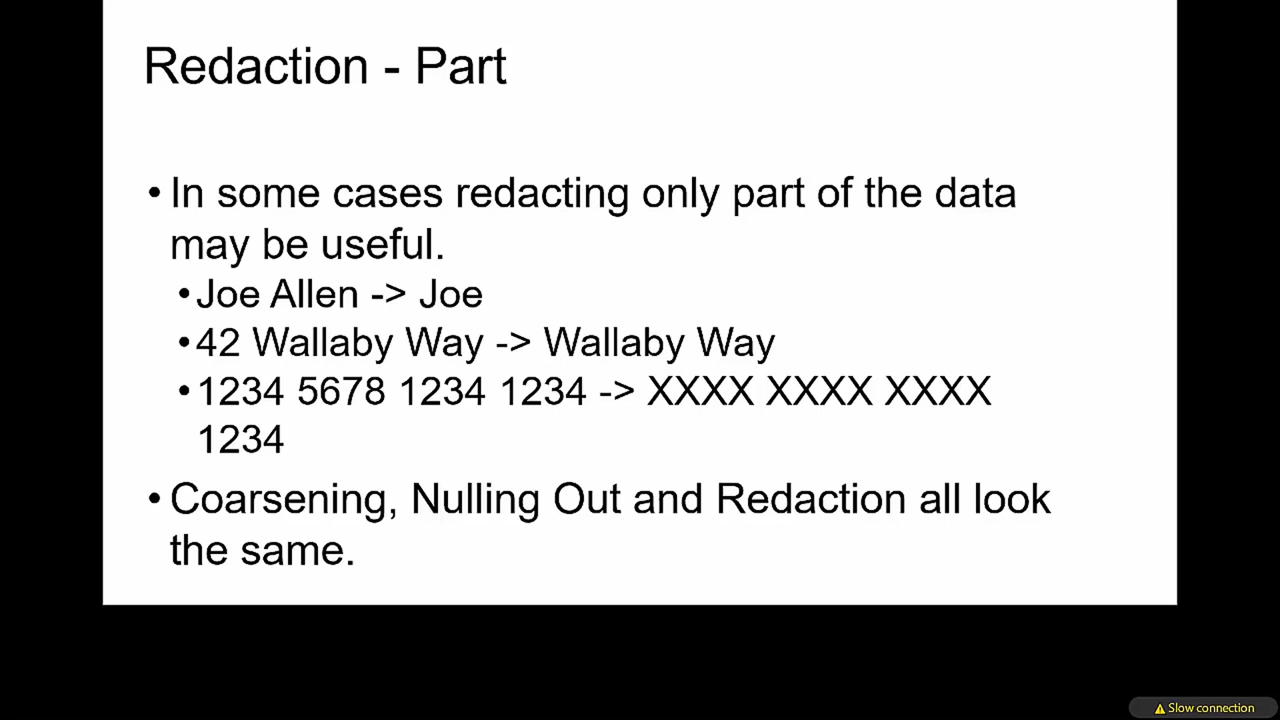 Redaction - Part
• In some cases redacting only part of the data
may be useful.
• Joe Allen -> Joe
• 42 Wallaby Way -> Wallaby Way
• 1234 5678 1234 1234 -> XXXX XXXX XXXX
1234
• Coarsening, Nulling Out and Redaction all look
the same.
Slow connection